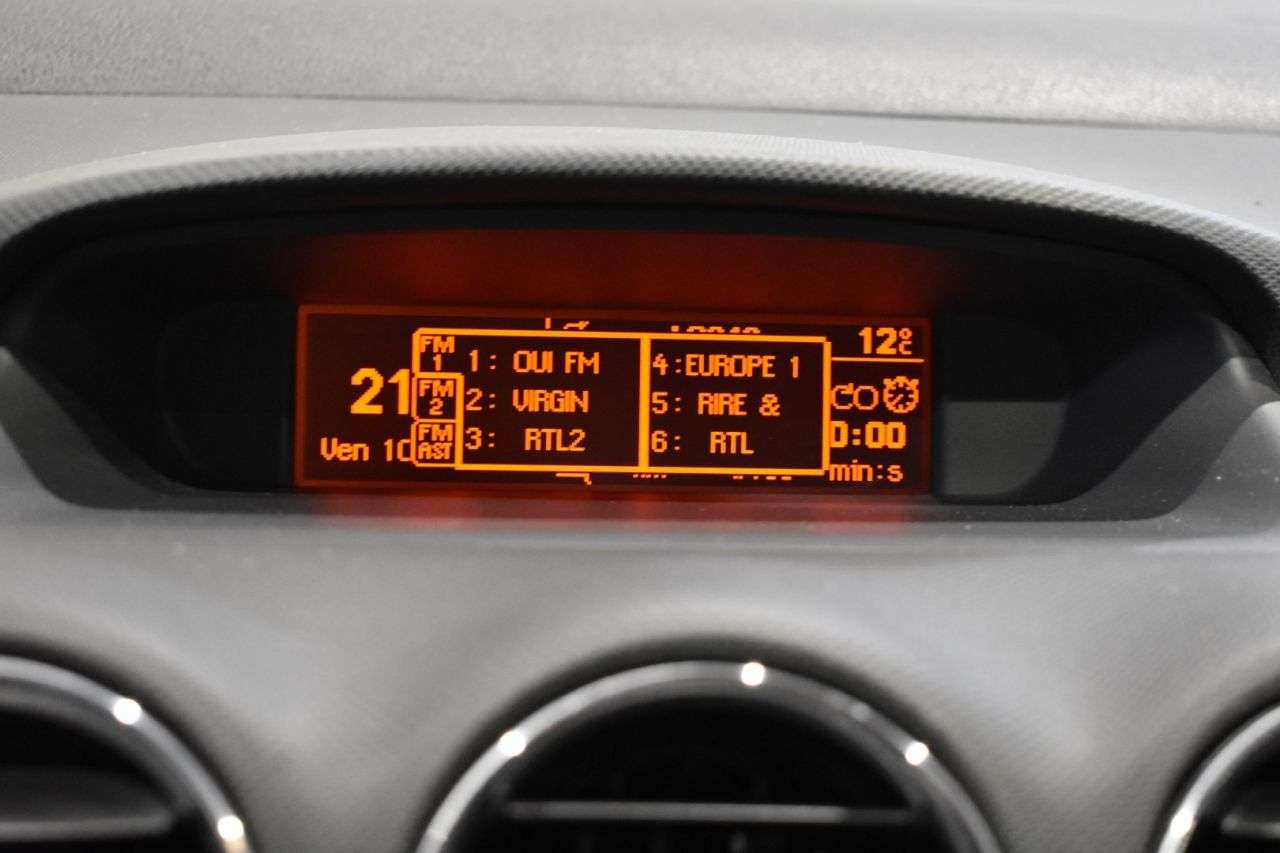 12°C
FM
1
FM
2
FM
AST
1: OUI FM
2: VIRGIN
3: RTL2
4:EUROPE 1
5: RIRE &
6: RTL
21
Ven 10
0:00
min:s